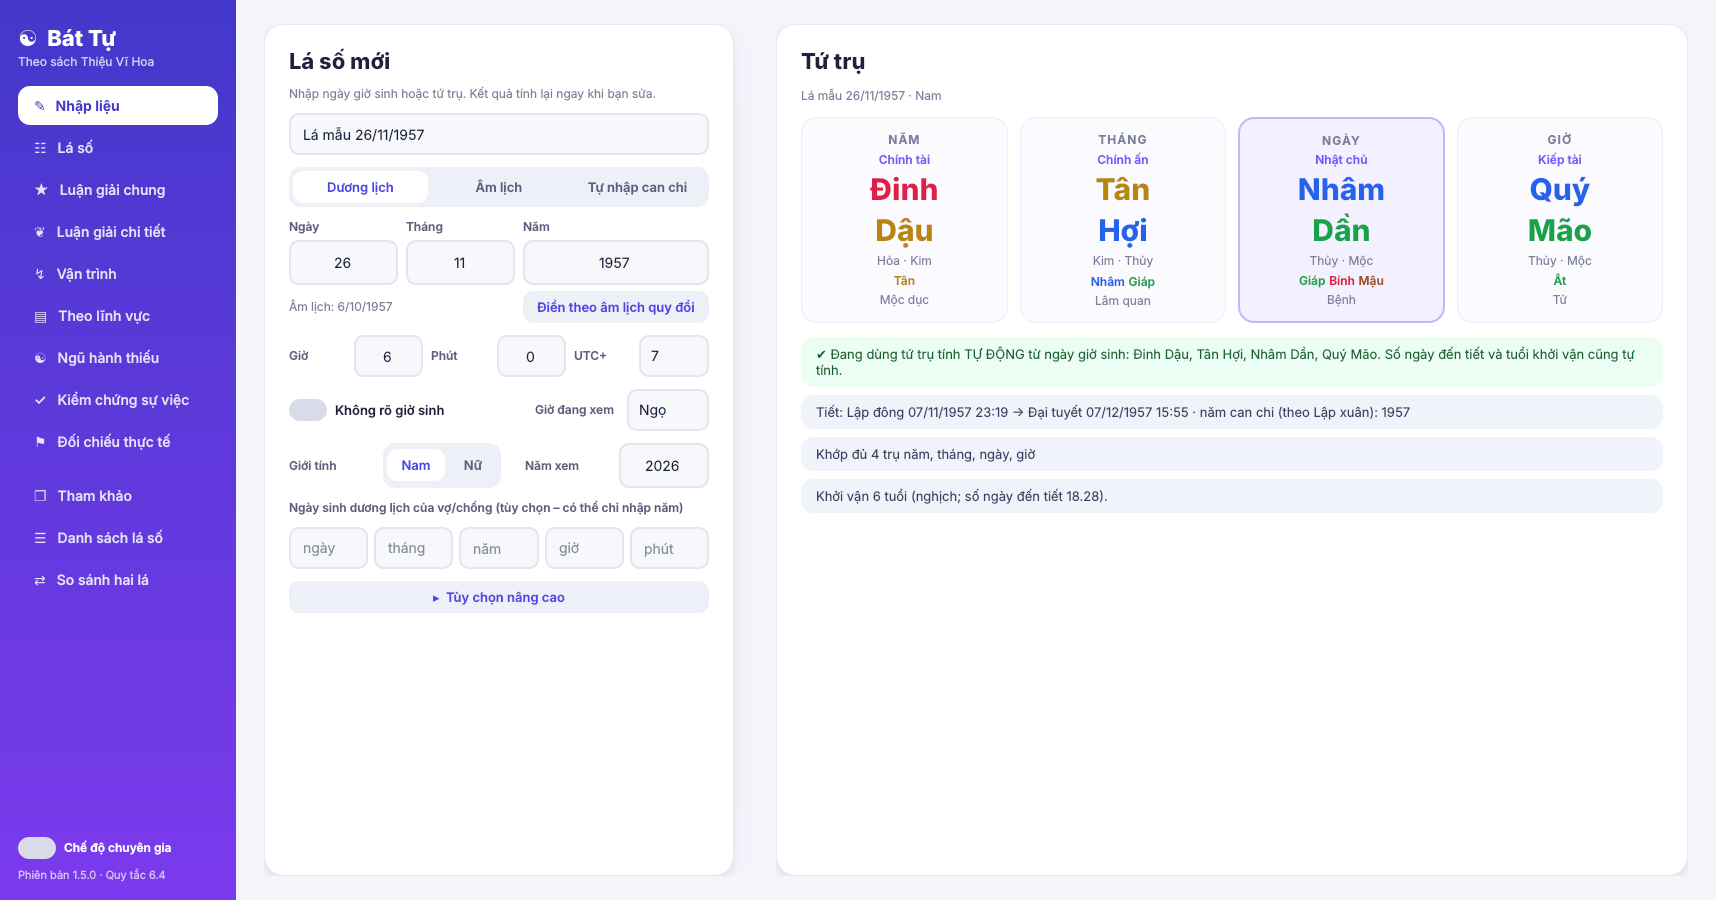 ☯ Bát Tự
Theo sách Thiệu Vĩ Hoa
✎ Nhập liệu
☷ Lá số
★ Luận giải chung
❦ Luận giải chi tiết
↯ Vận trình
▤ Theo lĩnh vực
☯ Ngũ hành thiếu
✓ Kiểm chứng sự việc
⚑ Đối chiếu thực tế
❐ Tham khảo
☰ Danh sách lá số
⇄ So sánh hai lá
Chế độ chuyên gia
Phiên bản 1.5.0 · Quy tắc 6.4
Lá số mới
Nhập ngày giờ sinh hoặc tứ trụ. Kết quả tính lại ngay khi bạn sửa.
Lá mẫu 26/11/1957
Dương lịch Âm lịch Tự nhập can chi
Ngày Tháng Năm
26 11 1957
Âm lịch: 6/10/1957 Điền theo âm lịch quy đổi
Giờ 6 Phút 0 UTC+ 7
Không rõ giờ sinh Giờ đang xem Ngọ
Giới tính Nam Nữ Năm xem 2026
Ngày sinh dương lịch của vợ/chồng (tùy chọn – có thể chỉ nhập năm)
ngày tháng năm giờ phút
▸ Tùy chọn nâng cao
Tứ trụ
Lá mẫu 26/11/1957 · Nam
NĂM THÁNG NGÀY GIỜ
Chính tài Chính ấn Nhật chủ Kiếp tài
Đinh Tân Nhâm Quý
Dậu Hợi Dần Mão
Hỏa · Kim Kim · Thủy Thủy · Mộc Thủy · Mộc
Tân Nhâm Giáp Giáp Bính Mậu Ất
Mộc dục Lâm quan Bệnh Tử
✔ Đang dùng tứ trụ tính TỰ ĐỘNG từ ngày giờ sinh: Đinh Dậu, Tân Hợi, Nhâm Dần, Quý Mão. Số ngày đến tiết và tuổi khởi vận cũng tự
tính.
Tiết: Lập đông 07/11/1957 23:19 → Đại tuyết 07/12/1957 15:55 · năm can chi (theo Lập xuân): 1957
Khớp đủ 4 trụ năm, tháng, ngày, giờ
Khởi vận 6 tuổi (nghịch; số ngày đến tiết 18.28).